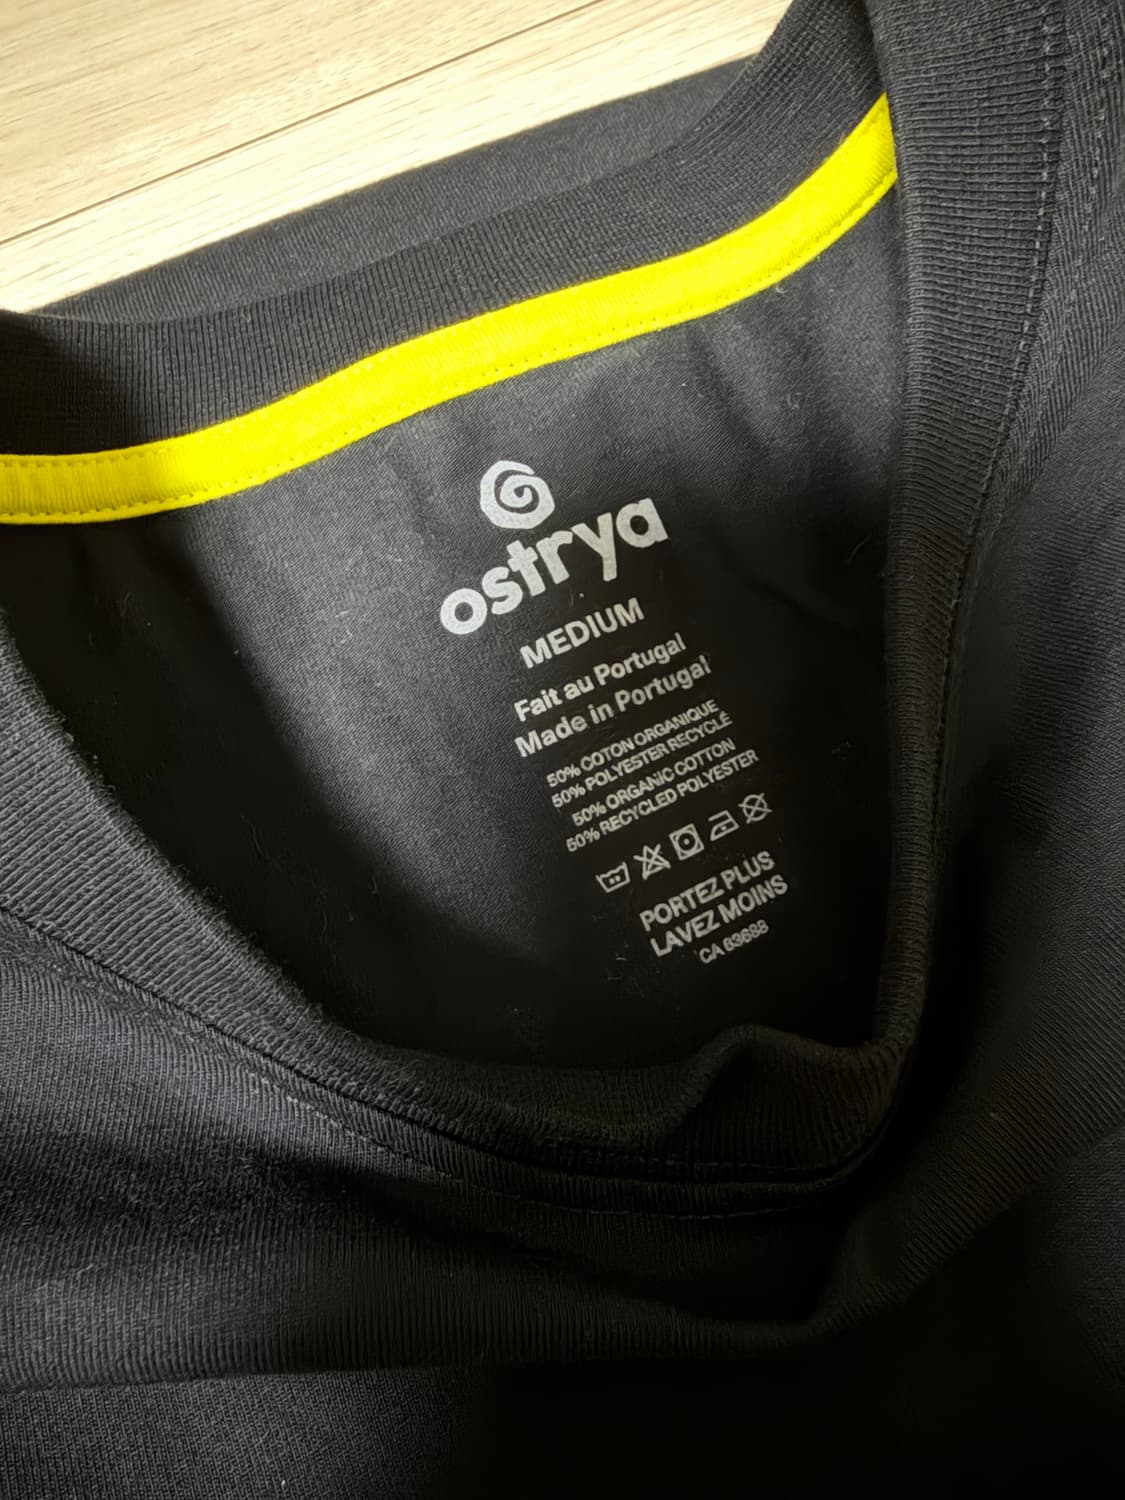 ostrya
MEDIUM
Fait au Portugal
Made in Portugal
50% COTON ORGANIQUE
50% POLYESTER RECYCLÉ
50% ORGANIC COTTON
50% RECYCLED POLYESTER
PORTEZ PLUS
LAVEZ MOINS
CA 63688